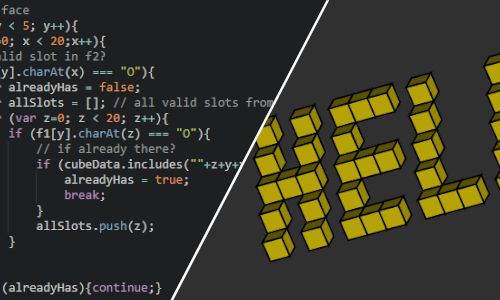 face
< 5; y++){
=0; x < 20;x++){
alid slot in f2?
[y].charAt(x) === "O"){
alreadyHas = false;
allSlots = []; // all valid slots from
(var z=0; z < 20; z++){
if (f1[y].charAt(z) === "O"){
// if already there?
if (cubeData.includes(""+z+y+
alreadyHas = true;
break;
}
allSlots.push(z);
}
(alreadyHas){continue;}
HEL